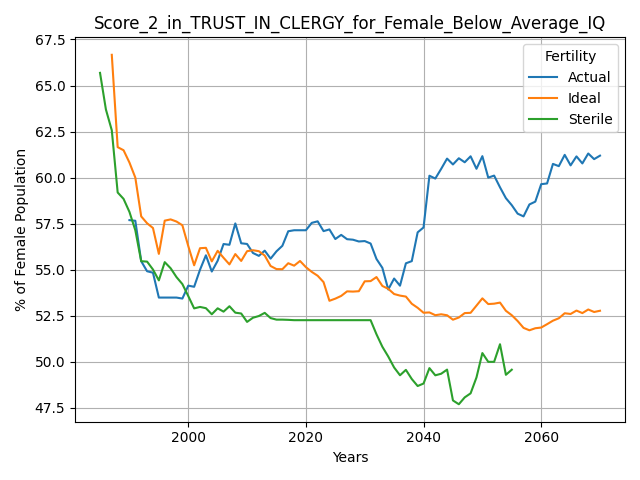 Score_2_in_TRUST_IN_CLERGY_for_Female_Below_Average_IQ
67.5
65.0
62.5
60.0
57.5
55.0
52.5
50.0
47.5
% of Female Population
Fertility
Actual
Ideal
Sterile
2000
2020
2040
2060
Years